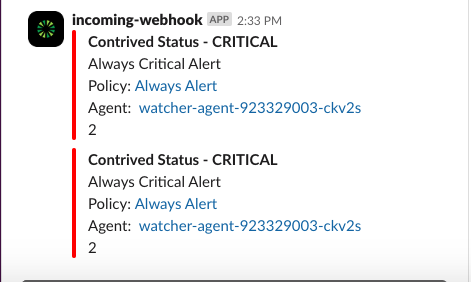 incoming-webhook APP 2:33 PM
Contrived Status - CRITICAL
Always Critical Alert
Policy: Always Alert
Agent: watcher-agent-923329003-ckv2s
2
Contrived Status - CRITICAL
Always Critical Alert
Policy: Always Alert
Agent: watcher-agent-923329003-ckv2s
2